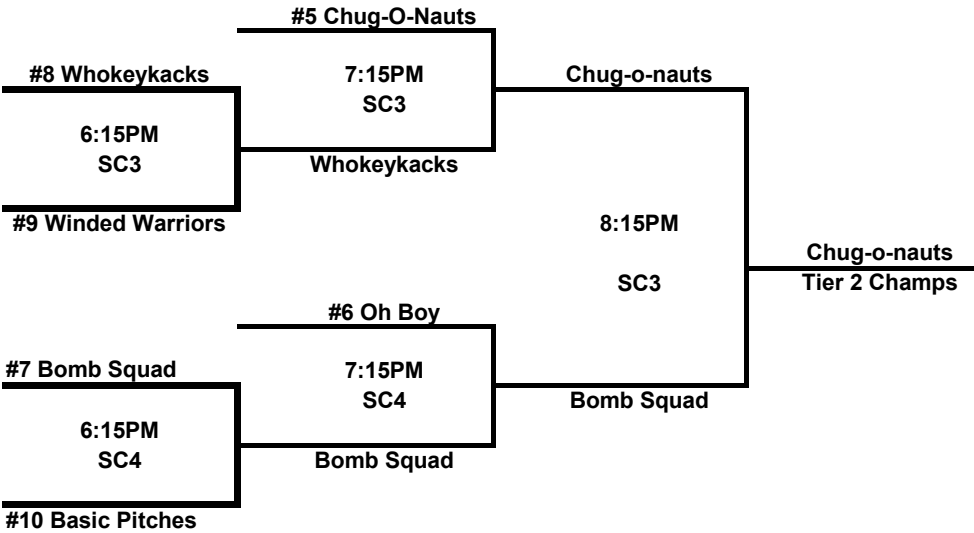 #5 Chug-O-Nauts
#8 Whokeykacks
7:15PM
SC3
Chug-o-nauts
6:15PM
SC3
Whokeykacks
#9 Winded Warriors
8:15PM
SC3
Chug-o-nauts
Tier 2 Champs
#6 Oh Boy
#7 Bomb Squad
7:15PM
SC4
Bomb Squad
6:15PM
SC4
Bomb Squad
#10 Basic Pitches